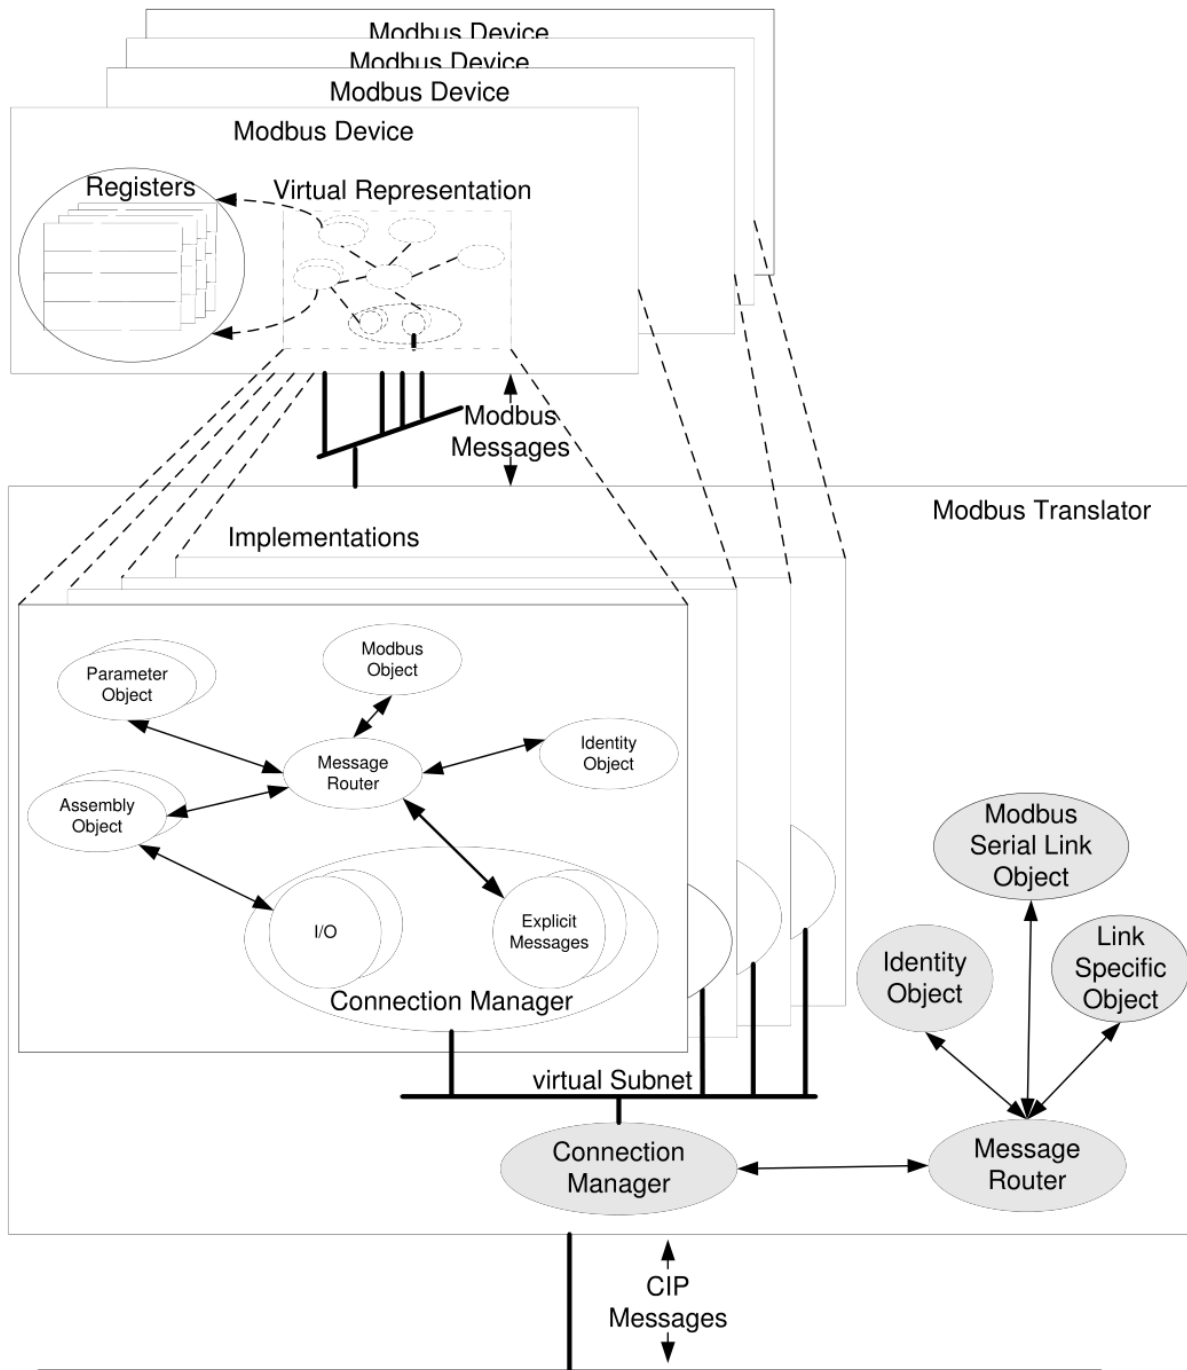 Modbus Device
Modbus Device
Modbus Device
Modbus Device
Registers
Virtual Representation
Modbus
Messages
Modbus Translator
Implementations
Parameter
Object
Modbus
Object
Message
Router
Identity
Object
Assembly
Object
I/O
Explicit
Messages
Connection Manager
Modbus
Serial Link
Object
Identity
Object
Link
Specific
Object
virtual Subnet
Connection
Manager
Message
Router
CIP
Messages